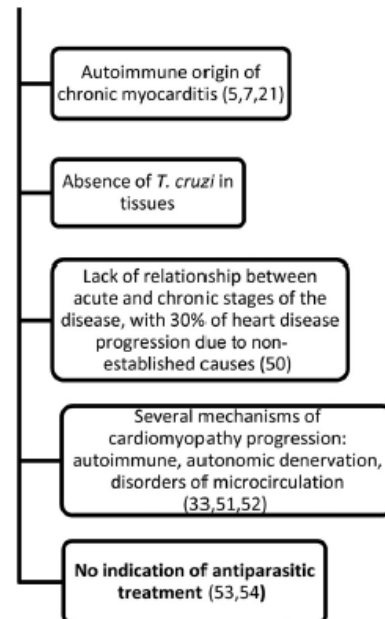 Autoimmune origin of
chronic myocarditis (5,7,21)
Absence of T. cruzi in
tissues
Lack of relationship between
acute and chronic stages of the
disease, with 30% of heart disease
progression due to non-
established causes (50)
Several mechanisms of
cardiomyopathy progression:
autoimmune, autonomic denervation,
disorders of microcirculation
(33,51,52)
No indication of antiparasitic
treatment (53,54)